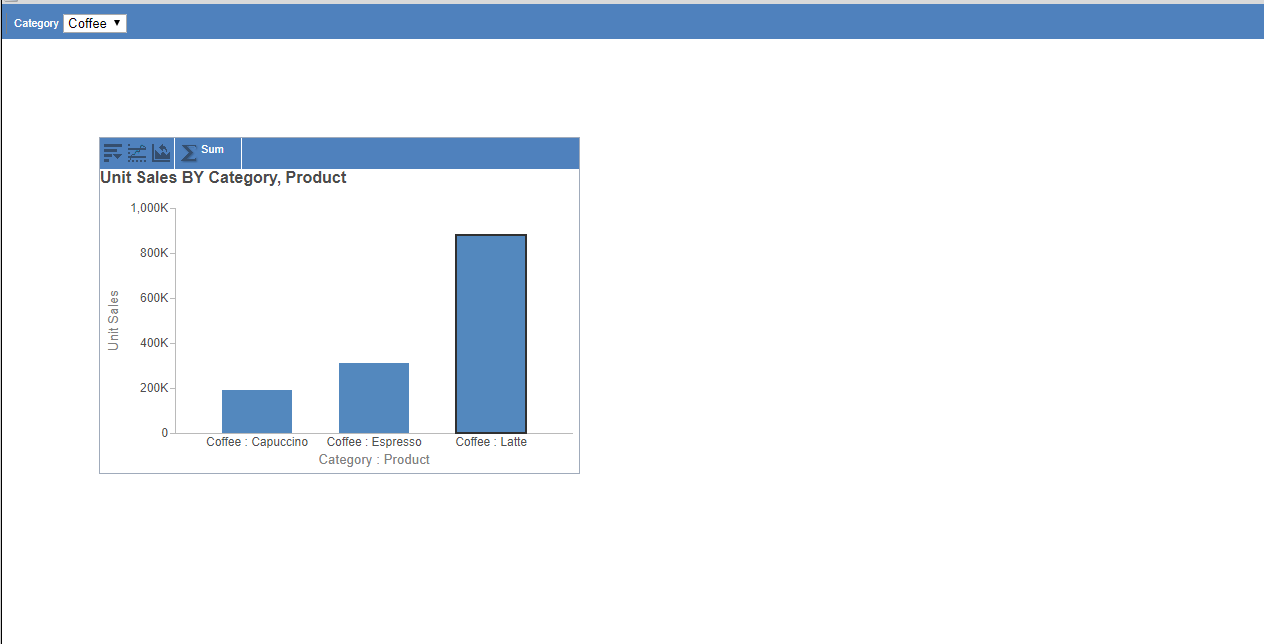 Category Coffee ▼
Sum
Unit Sales BY Category, Product
1,000K
800K
600K
400K
200K
0
Unit Sales
Coffee : Capuccino Coffee : Espresso Coffee : Latte
Category : Product